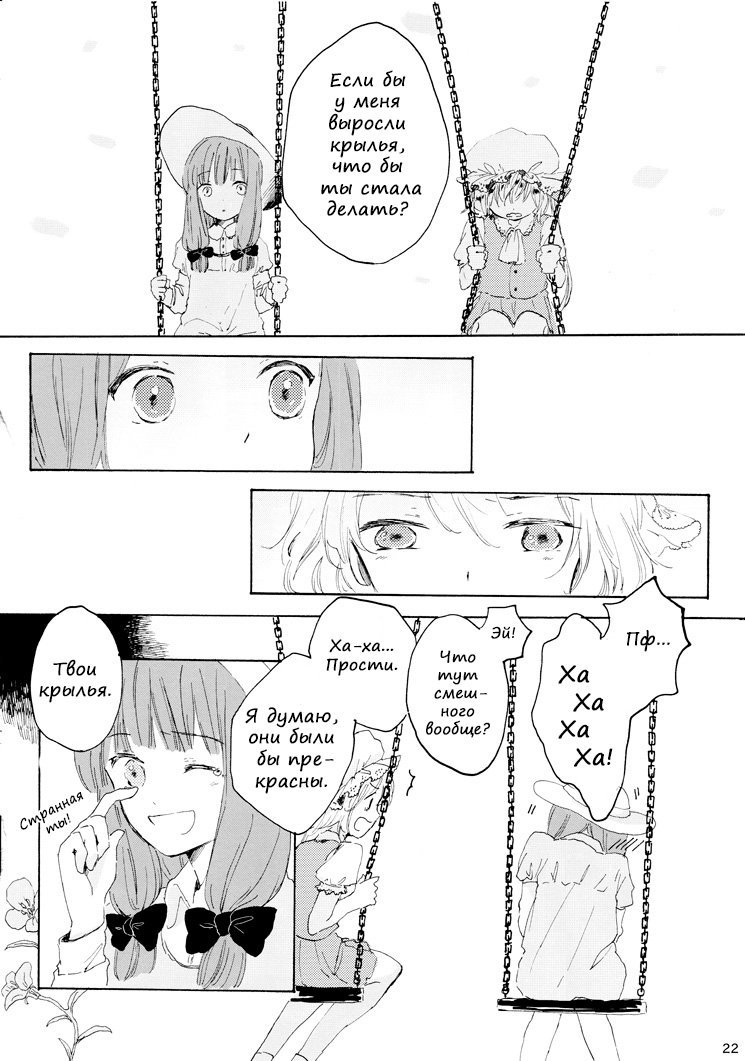 Если бы
у меня
выросли
крылья,
что бы
ты стала
делать?
Пф...
Ха
Ха
Ха
Ха!
Эй!
Что
тут
смеш-
ного
вообще?
Ха-ха...
Прости.
Я думаю,
они были
бы пре-
красны.
Твои
крылья.
Странная
ты!
22